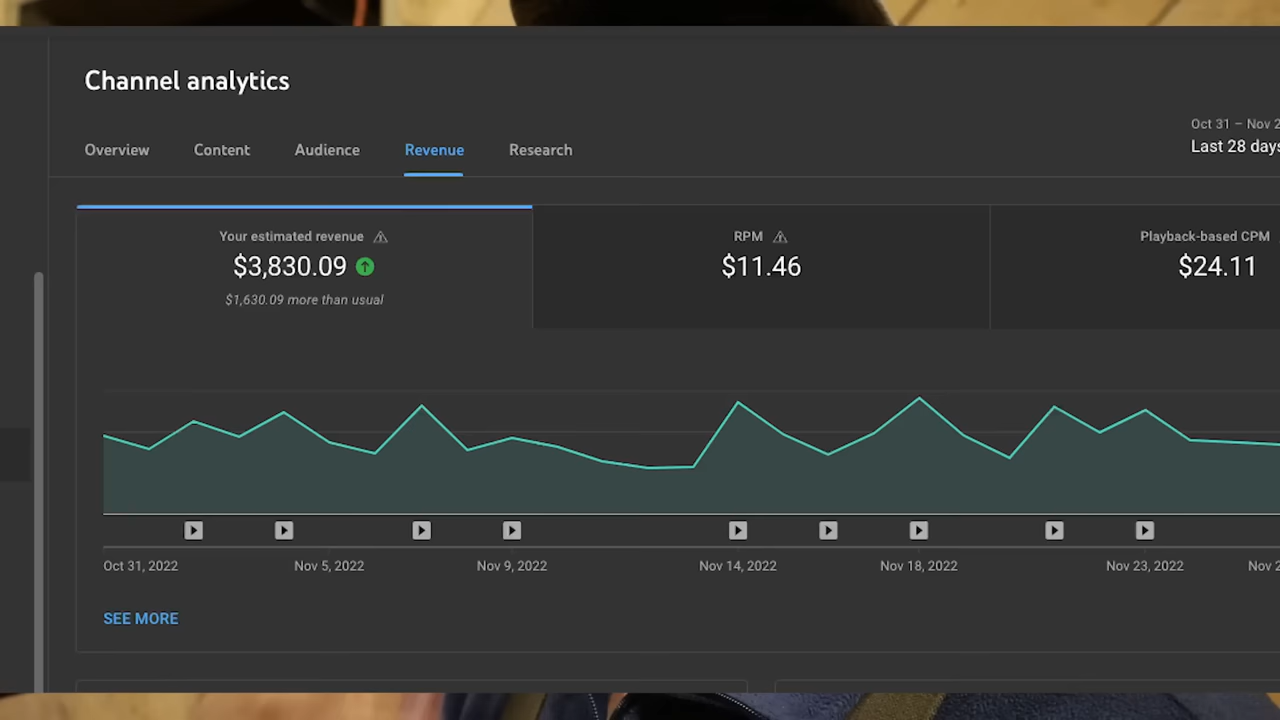 Channel analytics
Oct 31 – Nov 2
Last 28 days
Overview Content Audience Revenue Research
Your estimated revenue
$3,830.09
$1,630.09 more than usual
RPM
$11.46
Playback-based CPM
$24.11
Oct 31, 2022 Nov 5, 2022 Nov 9, 2022 Nov 14, 2022 Nov 18, 2022 Nov 23, 2022 Nov 2
SEE MORE